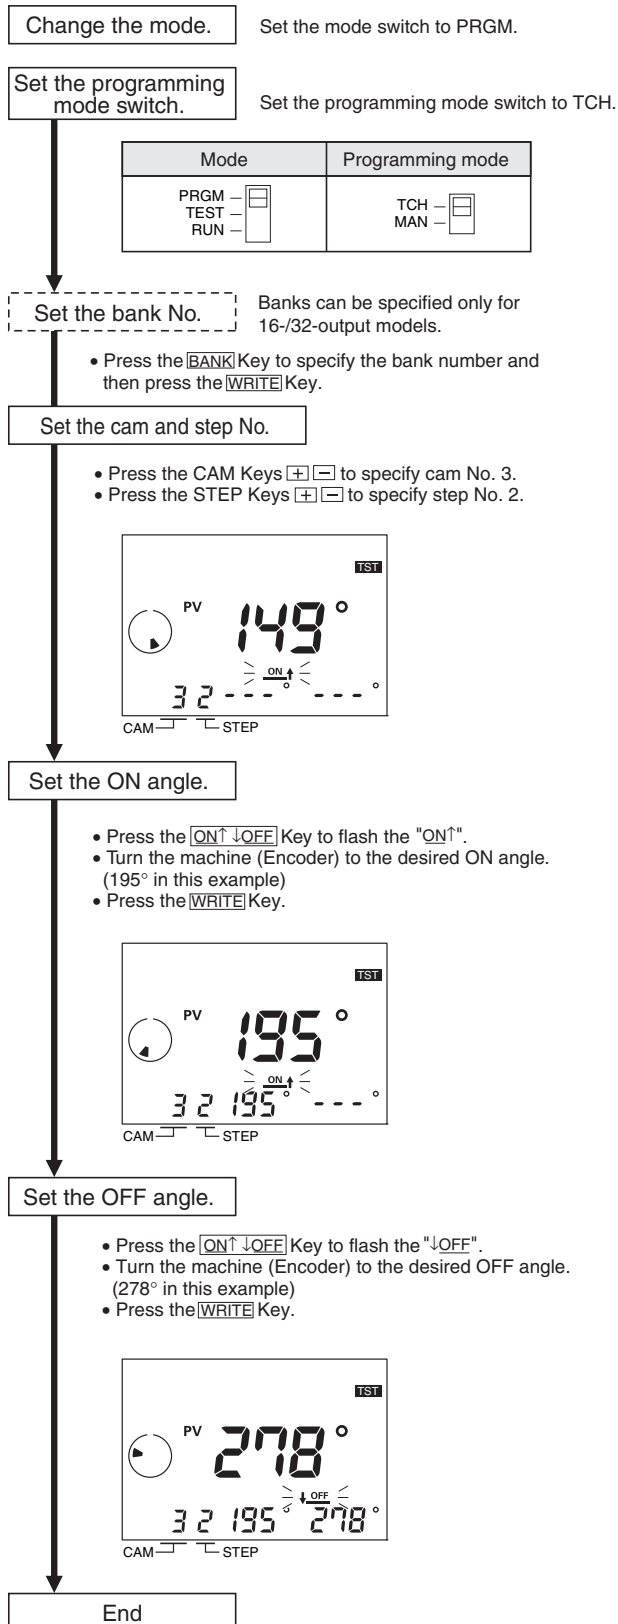 Change the mode. Set the mode switch to PRGM.
Set the programming
mode switch. Set the programming mode switch to TCH.
Mode Programming mode
PRGM TCH
TEST MAN
RUN
Set the bank No. Banks can be specified only for
16-/32-output models.
• Press the BANK Key to specify the bank number and
then press the WRITE Key.
Set the cam and step No.
• Press the CAM Keys + − to specify cam No. 3.
• Press the STEP Keys + − to specify step No. 2.
TST
PV 149°
ON↑
3 2 ---° ---°
CAM STEP
Set the ON angle.
• Press the ON↑ ↓OFF Key to flash the "ON↑".
• Turn the machine (Encoder) to the desired ON angle.
(195° in this example)
• Press the WRITE Key.
TST
PV 195°
ON↑
3 2 195° ---°
CAM STEP
Set the OFF angle.
• Press the ON↑ ↓OFF Key to flash the "↓OFF".
• Turn the machine (Encoder) to the desired OFF angle.
(278° in this example)
• Press the WRITE Key.
TST
PV 278°
↓OFF
3 2 195° 278°
CAM STEP
End